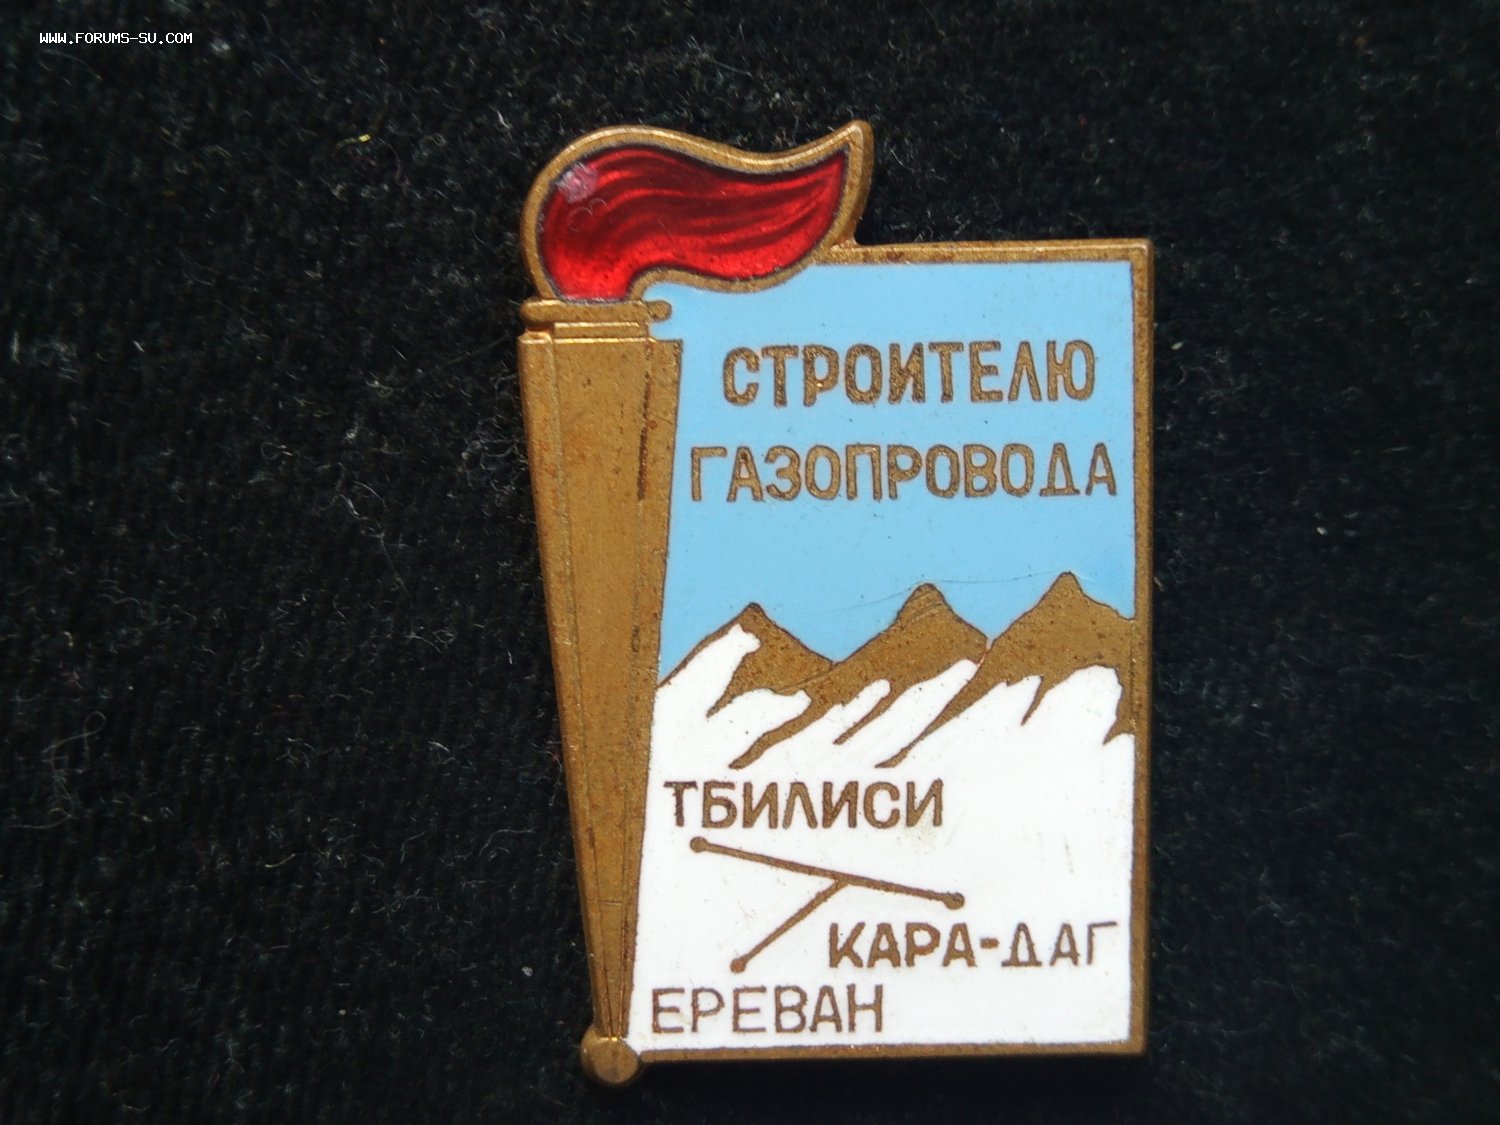 WWW.FORUMS-SU.COM
СТРОИТЕЛЮ
ГАЗОПРОВОДА
ТБИЛИСИ
КАРА-ДАГ
ЕРЕВАН